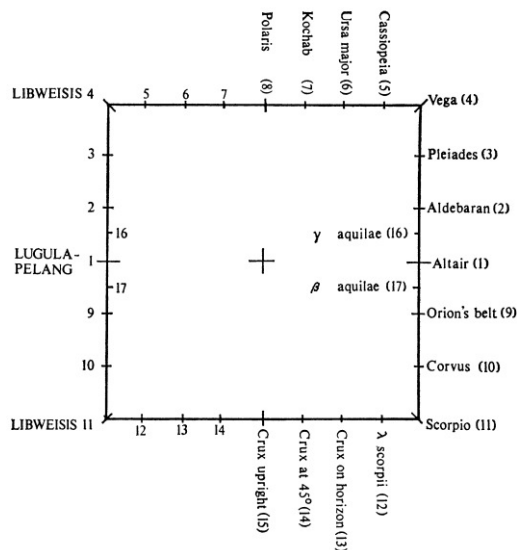 Polaris (8)
Kochab (7)
Ursa major (6)
Cassiopeia (5)
LIBWEISIS 4
5 6 7
Vega (4)
3
Pleiades (3)
2
Aldebaran (2)
16
γ aquilae (16)
LUGULA-
PELANG
1
Altair (1)
17
β aquilae (17)
9
Orion's belt (9)
10
Corvus (10)
LIBWEISIS 11
12 13 14
Scorpio (11)
Crux upright (15)
Crux at 45° (14)
Crux on horizon (13)
λ scorpii (12)